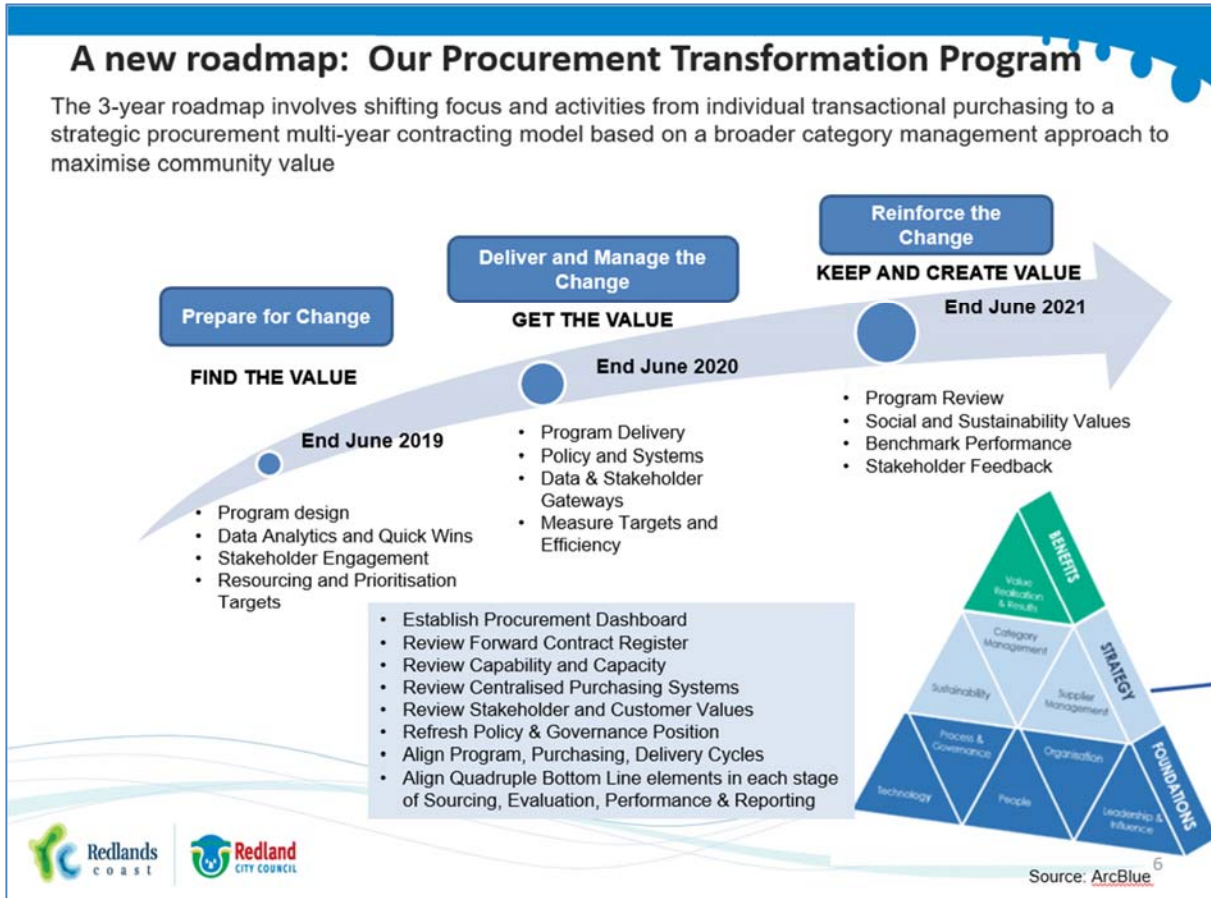 A new roadmap: Our Procurement Transformation Program
The 3-year roadmap involves shifting focus and activities from individual transactional purchasing to a
strategic procurement multi-year contracting model based on a broader category management approach to
maximise community value
Prepare for Change
FIND THE VALUE
End June 2019
• Program design
• Data Analytics and Quick Wins
• Stakeholder Engagement
• Resourcing and Prioritisation
Targets
Deliver and Manage the
Change
GET THE VALUE
End June 2020
• Program Delivery
• Policy and Systems
• Data & Stakeholder
Gateways
• Measure Targets and
Efficiency
Reinforce the
Change
KEEP AND CREATE VALUE
End June 2021
• Program Review
• Social and Sustainability Values
• Benchmark Performance
• Stakeholder Feedback
• Establish Procurement Dashboard
• Review Forward Contract Register
• Review Capability and Capacity
• Review Centralised Purchasing Systems
• Review Stakeholder and Customer Values
• Refresh Policy & Governance Position
• Align Program, Purchasing, Delivery Cycles
• Align Quadruple Bottom Line elements in each stage
of Sourcing, Evaluation, Performance & Reporting
Value
Realisation
& Results
BENEFITS
Category
Management
Sustainability
Supplier
Management
STRATEGY
Process &
Governance
Organisation
Technology
People
Leadership &
Influence
FOUNDATIONS
Redlands
coast
Redland
CITY COUNCIL
Source: ArcBlue
6